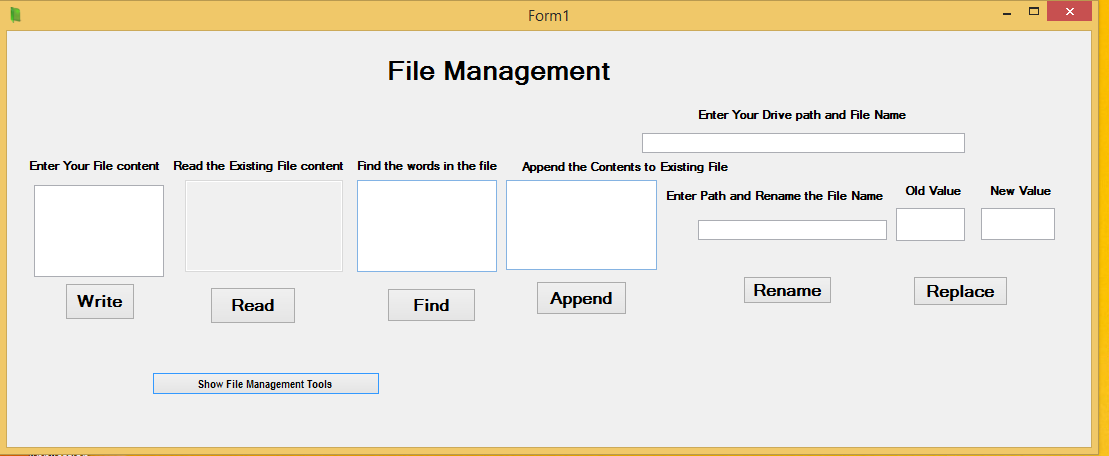 Form1
File Management
Enter Your Drive path and File Name
Enter Your File content
Read the Existing File content
Find the words in the file
Append the Contents to Existing File
Enter Path and Rename the File Name
Old Value
New Value
Write
Read
Find
Append
Rename
Replace
Show File Management Tools